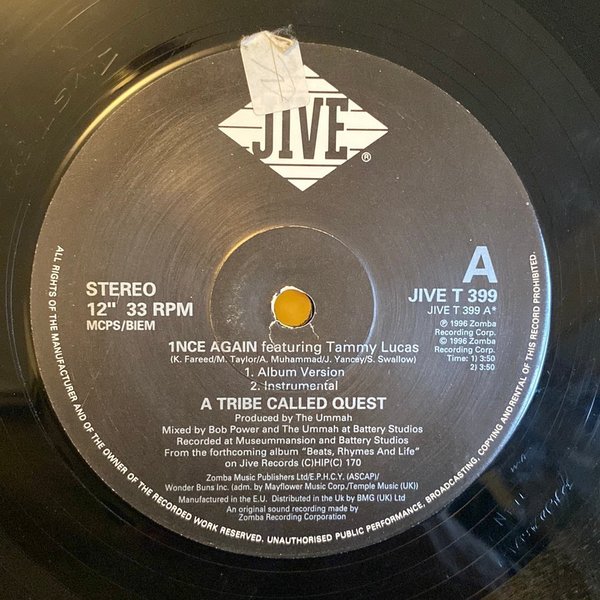 JIVE
®
A
STEREO
12" 33 RPM
MCPS/BIEM
JIVE T 399
JIVE T 399 A*
℗ 1996 Zomba
Recording Corp.
© 1996 Zomba
Recording Corp.
Time: 1) 3:50
2) 3:50
1NCE AGAIN featuring Tammy Lucas
(K. Fareed/M. Taylor/A. Muhammad/J. Yancey/S. Swallow)
1. Album Version
2. Instrumental
A TRIBE CALLED QUEST
Produced by The Ummah
Mixed by Bob Power and The Ummah at Battery Studios
Recorded at Museummansion and Battery Studios
From the forthcoming album "Beats, Rhymes And Life"
on Jive Records (C)HIP(C) 170
Zomba Music Publishers Ltd/E.P.H.C.Y. (ASCAP)/
Wonder Buns Inc. (adm. by Mayflower Music Corp./Temple Music (UK))
Manufactured in the E.U. Distributed in the Uk by BMG (UK) Ltd
An original sound recording made by
Zomba Recording Corporation
ALL RIGHTS OF THE MANUFACTURER AND OF THE OWNER OF THE RECORDED WORK RESERVED. UNAUTHORISED PUBLIC PERFORMANCE, BROADCASTING, COPYING AND RENTAL OF THIS RECORD PROHIBITED.